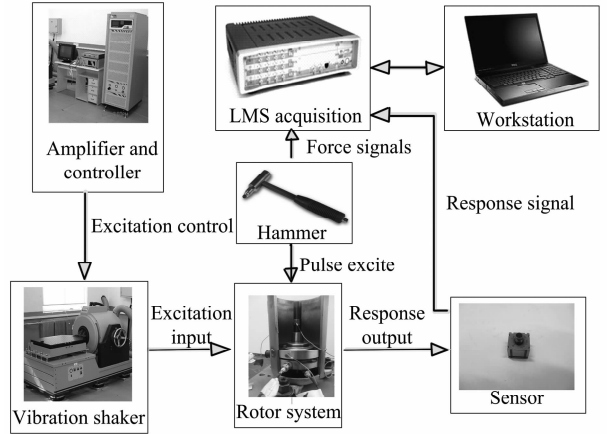 LMS acquisition
Workstation
Amplifier and
controller
Force signals
Hammer
Response signal
Excitation control
Pulse excite
Excitation
input
Response
output
Vibration shaker
Rotor system
Sensor